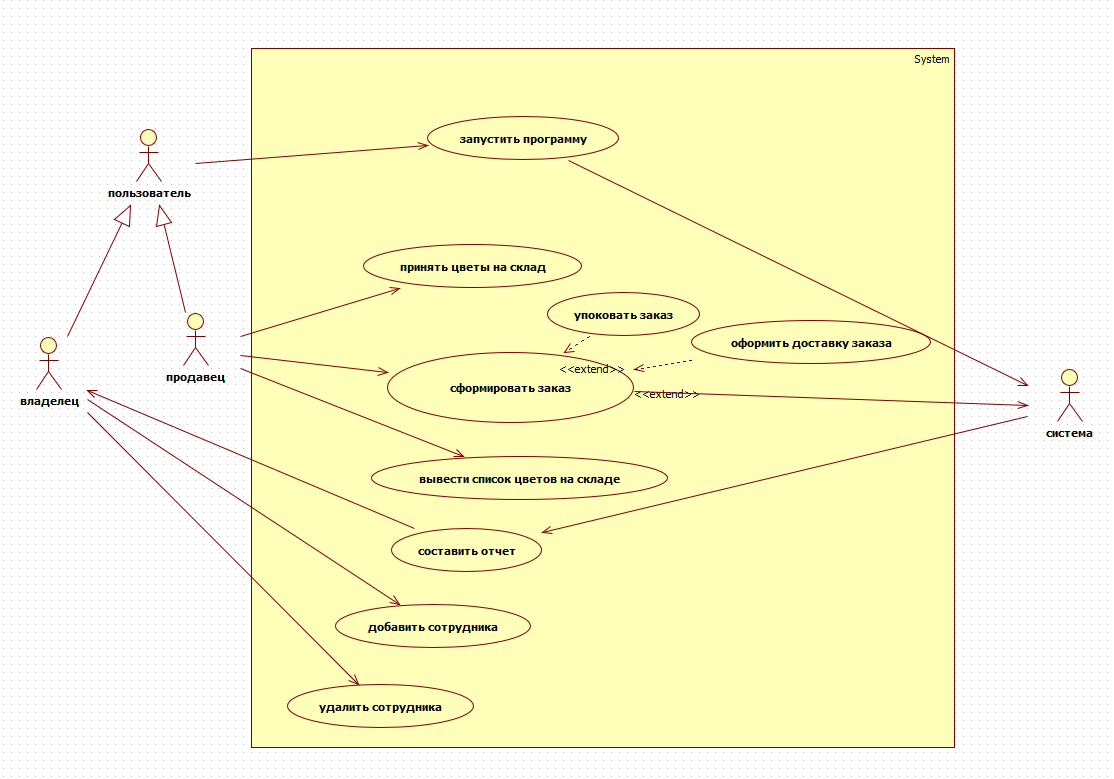 System
запустить программу
пользователь
принять цветы на склад
упоковать заказ
оформить доставку заказа
<<extend>>
продавец
сформировать заказ
<<extend>>
владелец
система
вывести список цветов на складе
составить отчет
добавить сотрудника
удалить сотрудника